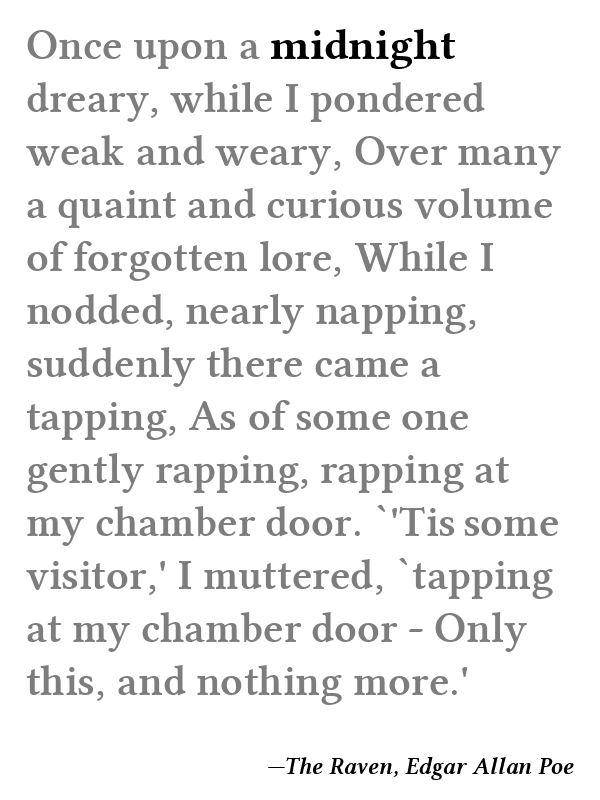 Once upon a midnight
dreary, while I pondered
weak and weary, Over many
a quaint and curious volume
of forgotten lore, While I
nodded, nearly napping,
suddenly there came a
tapping, As of some one
gently rapping, rapping at
my chamber door. `'Tis some
visitor,' I muttered, `tapping
at my chamber door - Only
this, and nothing more.'
—The Raven, Edgar Allan Poe